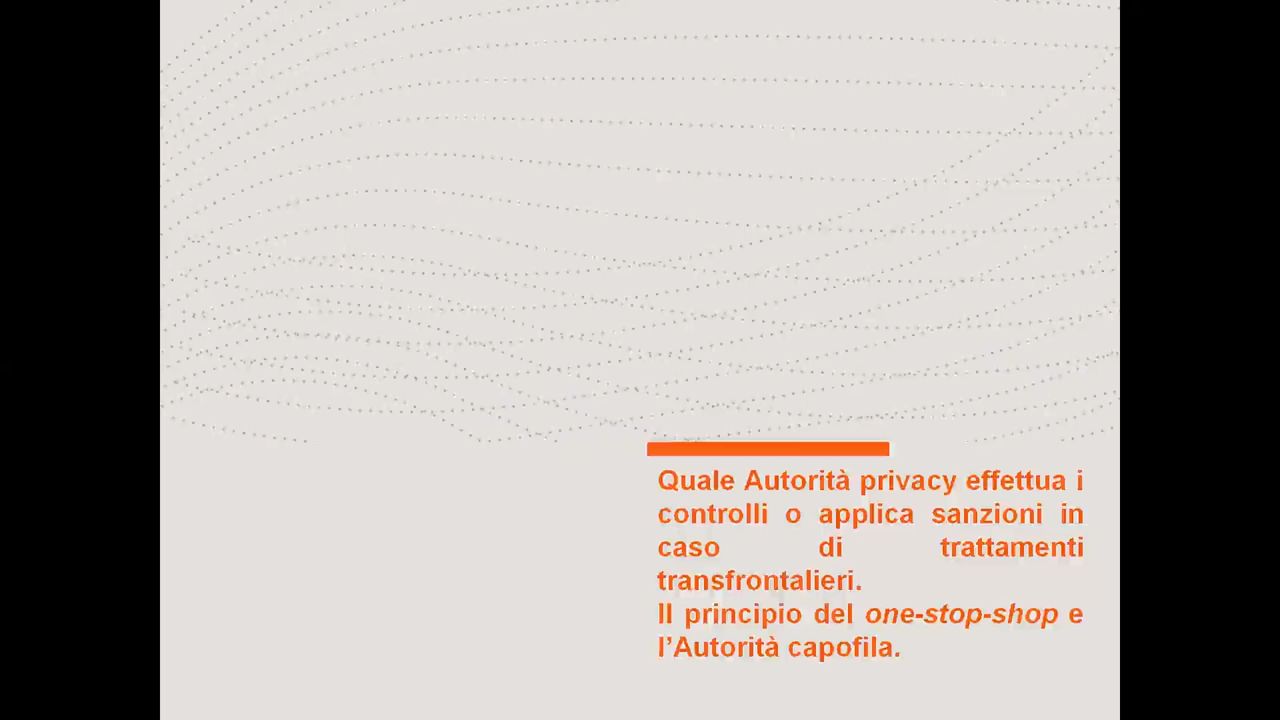 Quale Autorità privacy effettua i
controlli o applica sanzioni in
caso di trattamenti
transfrontalieri.
Il principio del one-stop-shop e
l’Autorità capofila.